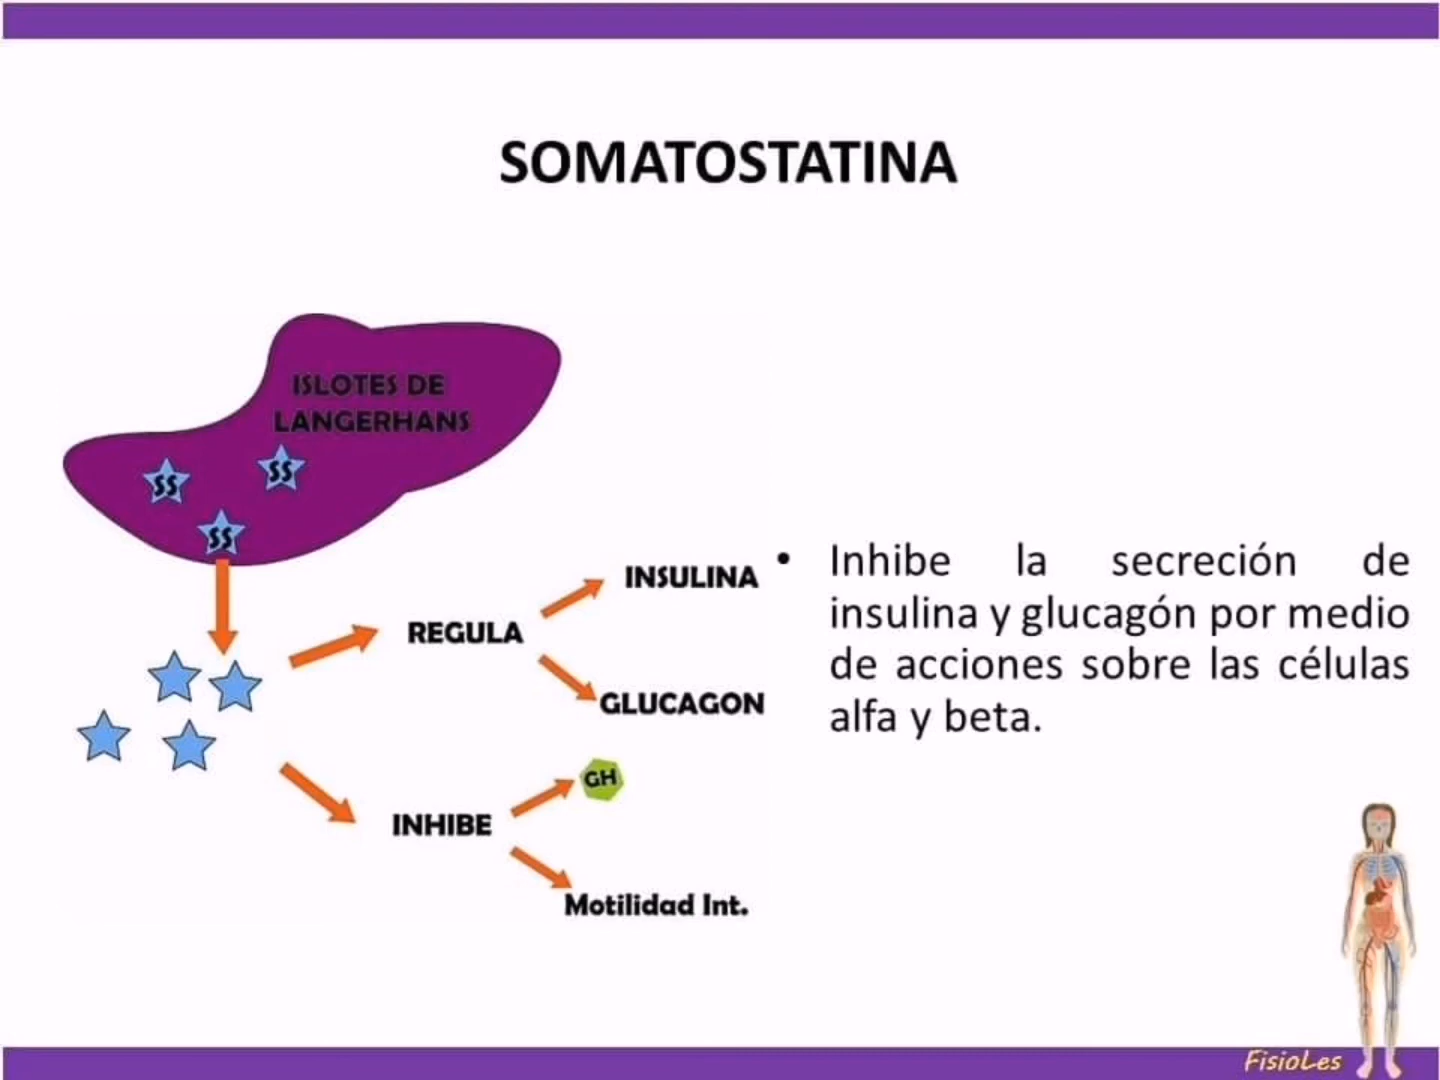 SOMATOSTATINA
ISLOTES DE
LANGERHANS
SS
SS
SS
REGULA
INSULINA
GLUCAGON
INHIBE
GH
Motilidad Int.
• Inhibe la secreción de
insulina y glucagón por medio
de acciones sobre las células
alfa y beta.
FisioLes